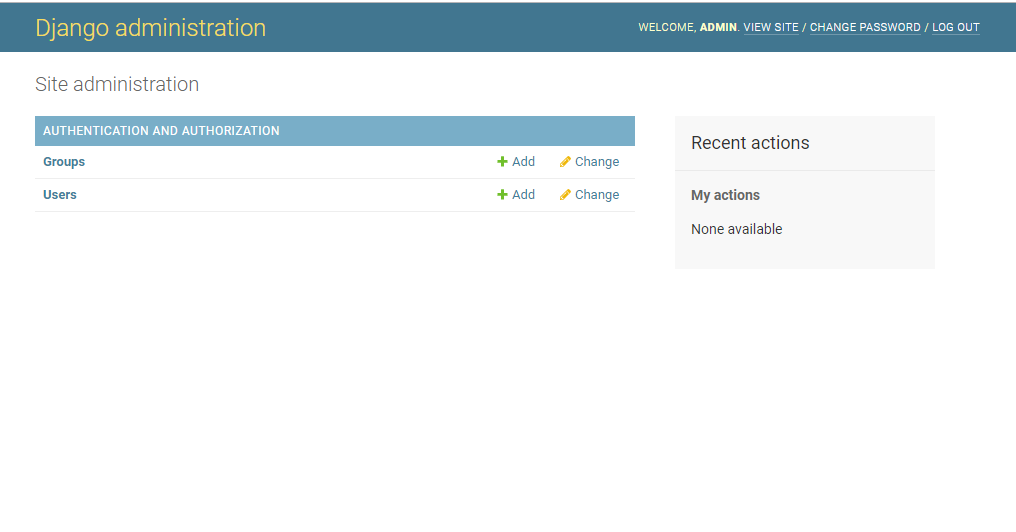 Django administration
WELCOME, ADMIN. VIEW SITE / CHANGE PASSWORD / LOG OUT
Site administration
AUTHENTICATION AND AUTHORIZATION
Groups Add Change
Users Add Change
Recent actions
My actions
None available